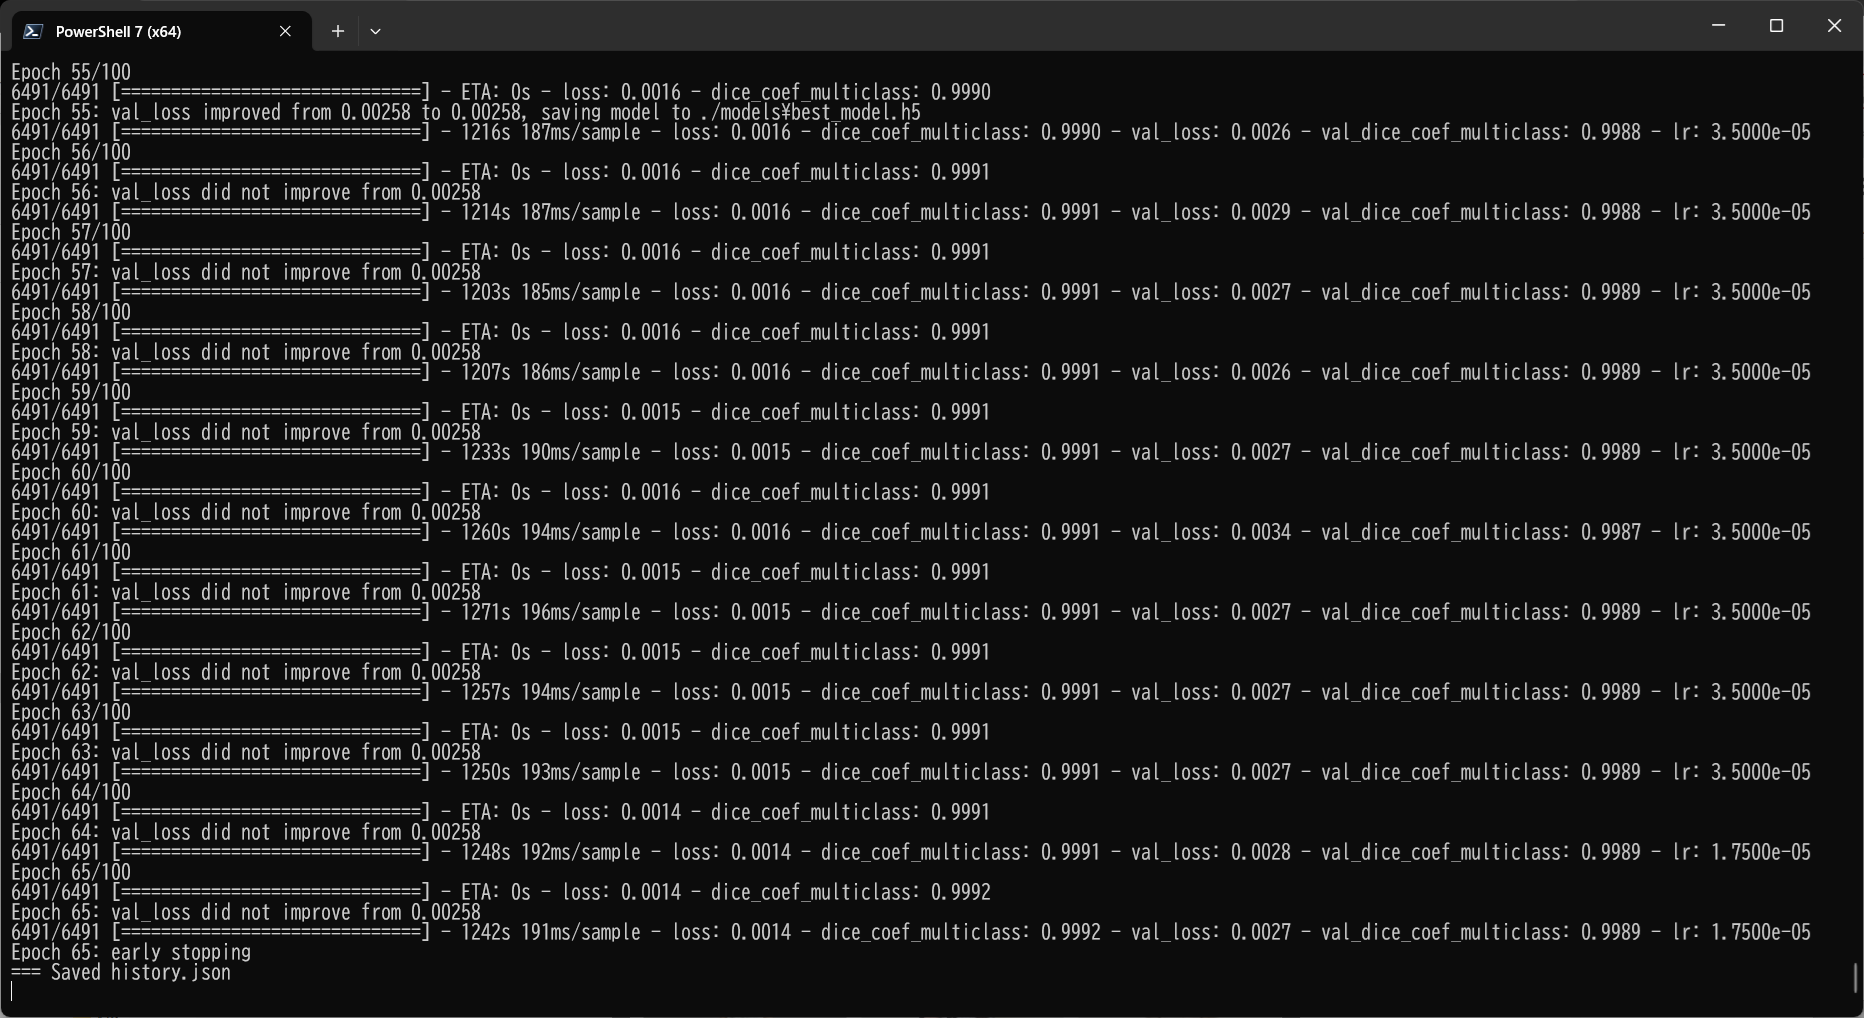 PowerShell 7 (x64)
Epoch 55/100
6491/6491 [==============================] - ETA: 0s - loss: 0.0016 - dice_coef_multiclass: 0.9990
Epoch 55: val_loss improved from 0.00258 to 0.00258, saving model to ./models¥best_model.h5
6491/6491 [==============================] - 1216s 187ms/sample - loss: 0.0016 - dice_coef_multiclass: 0.9990 - val_loss: 0.0026 - val_dice_coef_multiclass: 0.9988 - lr: 3.5000e-05
Epoch 56/100
6491/6491 [==============================] - ETA: 0s - loss: 0.0016 - dice_coef_multiclass: 0.9991
Epoch 56: val_loss did not improve from 0.00258
6491/6491 [==============================] - 1214s 187ms/sample - loss: 0.0016 - dice_coef_multiclass: 0.9991 - val_loss: 0.0029 - val_dice_coef_multiclass: 0.9988 - lr: 3.5000e-05
Epoch 57/100
6491/6491 [==============================] - ETA: 0s - loss: 0.0016 - dice_coef_multiclass: 0.9991
Epoch 57: val_loss did not improve from 0.00258
6491/6491 [==============================] - 1203s 185ms/sample - loss: 0.0016 - dice_coef_multiclass: 0.9991 - val_loss: 0.0027 - val_dice_coef_multiclass: 0.9989 - lr: 3.5000e-05
Epoch 58/100
6491/6491 [==============================] - ETA: 0s - loss: 0.0016 - dice_coef_multiclass: 0.9991
Epoch 58: val_loss did not improve from 0.00258
6491/6491 [==============================] - 1207s 186ms/sample - loss: 0.0016 - dice_coef_multiclass: 0.9991 - val_loss: 0.0026 - val_dice_coef_multiclass: 0.9989 - lr: 3.5000e-05
Epoch 59/100
6491/6491 [==============================] - ETA: 0s - loss: 0.0015 - dice_coef_multiclass: 0.9991
Epoch 59: val_loss did not improve from 0.00258
6491/6491 [==============================] - 1233s 190ms/sample - loss: 0.0015 - dice_coef_multiclass: 0.9991 - val_loss: 0.0027 - val_dice_coef_multiclass: 0.9989 - lr: 3.5000e-05
Epoch 60/100
6491/6491 [==============================] - ETA: 0s - loss: 0.0016 - dice_coef_multiclass: 0.9991
Epoch 60: val_loss did not improve from 0.00258
6491/6491 [==============================] - 1260s 194ms/sample - loss: 0.0016 - dice_coef_multiclass: 0.9991 - val_loss: 0.0034 - val_dice_coef_multiclass: 0.9987 - lr: 3.5000e-05
Epoch 61/100
6491/6491 [==============================] - ETA: 0s - loss: 0.0015 - dice_coef_multiclass: 0.9991
Epoch 61: val_loss did not improve from 0.00258
6491/6491 [==============================] - 1271s 196ms/sample - loss: 0.0015 - dice_coef_multiclass: 0.9991 - val_loss: 0.0027 - val_dice_coef_multiclass: 0.9989 - lr: 3.5000e-05
Epoch 62/100
6491/6491 [==============================] - ETA: 0s - loss: 0.0015 - dice_coef_multiclass: 0.9991
Epoch 62: val_loss did not improve from 0.00258
6491/6491 [==============================] - 1257s 194ms/sample - loss: 0.0015 - dice_coef_multiclass: 0.9991 - val_loss: 0.0027 - val_dice_coef_multiclass: 0.9989 - lr: 3.5000e-05
Epoch 63/100
6491/6491 [==============================] - ETA: 0s - loss: 0.0015 - dice_coef_multiclass: 0.9991
Epoch 63: val_loss did not improve from 0.00258
6491/6491 [==============================] - 1250s 193ms/sample - loss: 0.0015 - dice_coef_multiclass: 0.9991 - val_loss: 0.0027 - val_dice_coef_multiclass: 0.9989 - lr: 3.5000e-05
Epoch 64/100
6491/6491 [==============================] - ETA: 0s - loss: 0.0014 - dice_coef_multiclass: 0.9991
Epoch 64: val_loss did not improve from 0.00258
6491/6491 [==============================] - 1248s 192ms/sample - loss: 0.0014 - dice_coef_multiclass: 0.9991 - val_loss: 0.0028 - val_dice_coef_multiclass: 0.9989 - lr: 1.7500e-05
Epoch 65/100
6491/6491 [==============================] - ETA: 0s - loss: 0.0014 - dice_coef_multiclass: 0.9992
Epoch 65: val_loss did not improve from 0.00258
6491/6491 [==============================] - 1242s 191ms/sample - loss: 0.0014 - dice_coef_multiclass: 0.9992 - val_loss: 0.0027 - val_dice_coef_multiclass: 0.9989 - lr: 1.7500e-05
Epoch 65: early stopping
=== Saved history.json